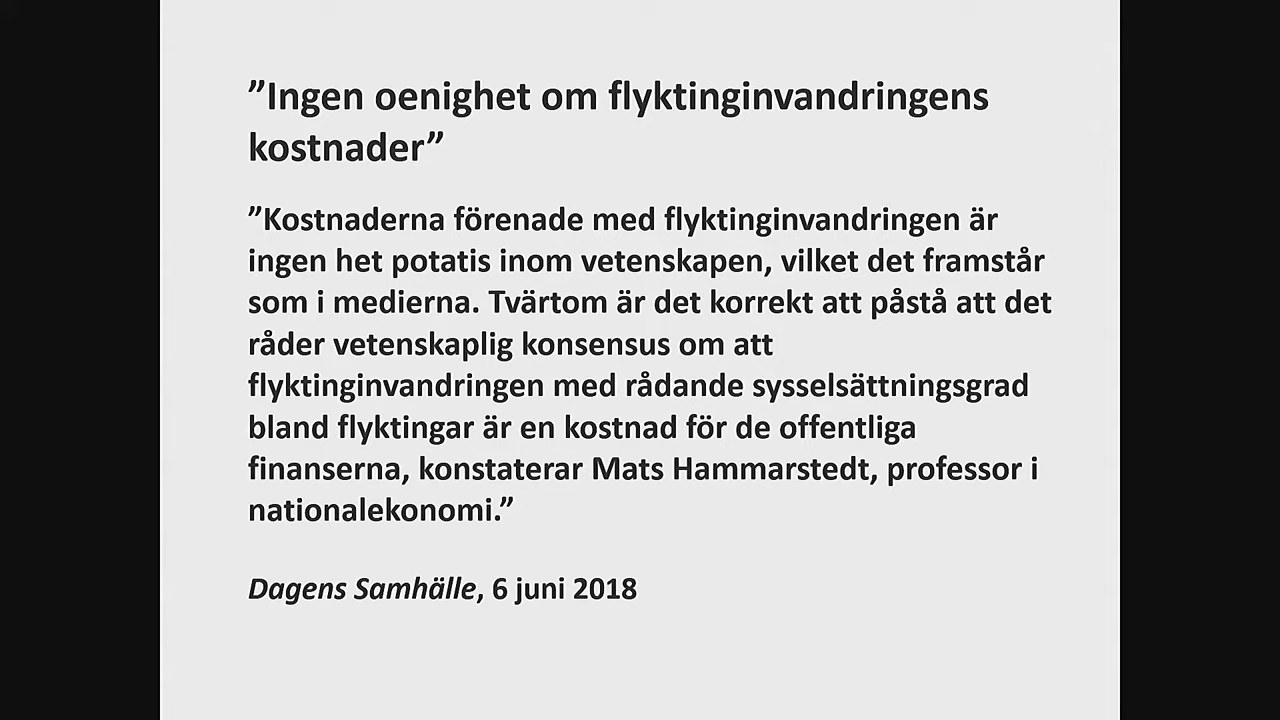 ”Ingen oenighet om flyktinginvandringens
kostnader”
”Kostnaderna förenade med flyktinginvandringen är
ingen het potatis inom vetenskapen, vilket det framstår
som i medierna. Tvärtom är det korrekt att påstå att det
råder vetenskaplig konsensus om att
flyktinginvandringen med rådande sysselsättningsgrad
bland flyktingar är en kostnad för de offentliga
finanserna, konstaterar Mats Hammarstedt, professor i
nationalekonomi.”
Dagens Samhälle, 6 juni 2018